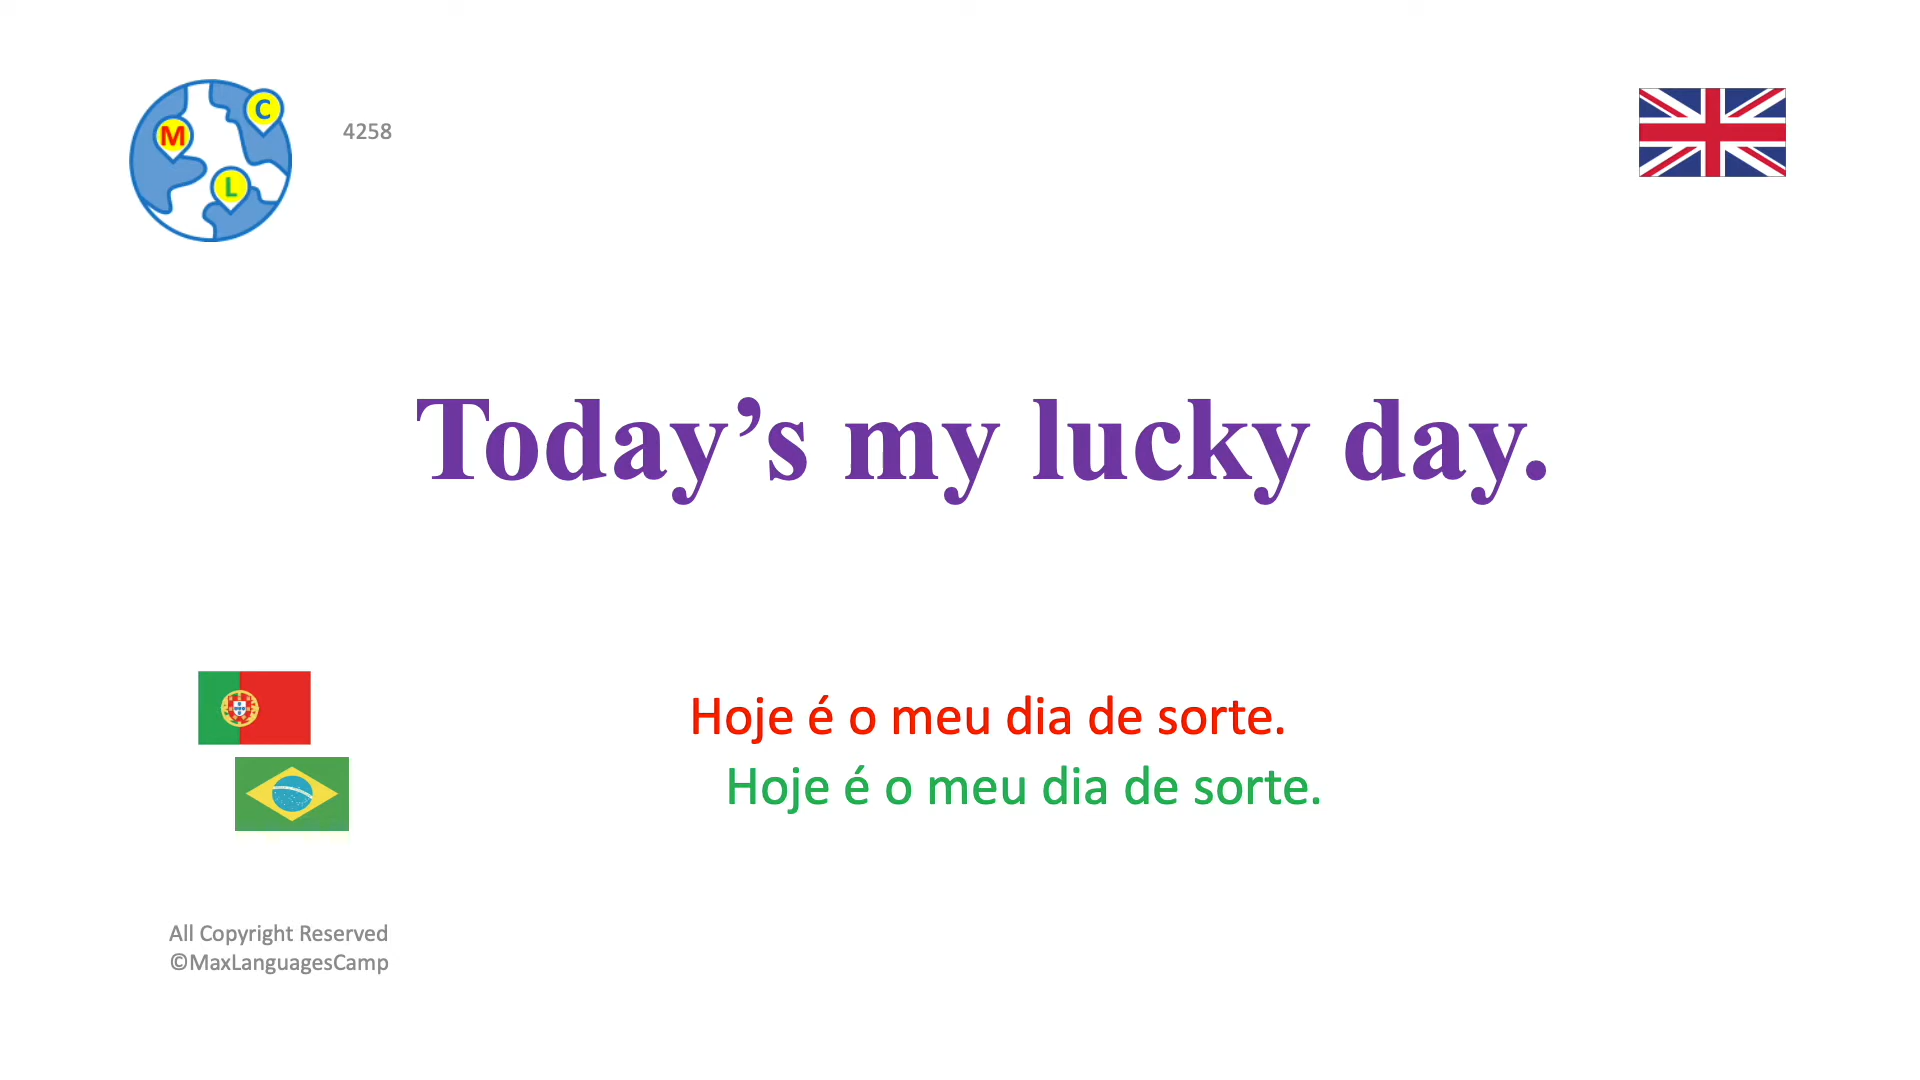 C
M
L
4258
Today’s my lucky day.
Hoje é o meu dia de sorte.
Hoje é o meu dia de sorte.
All Copyright Reserved
©MaxLanguagesCamp